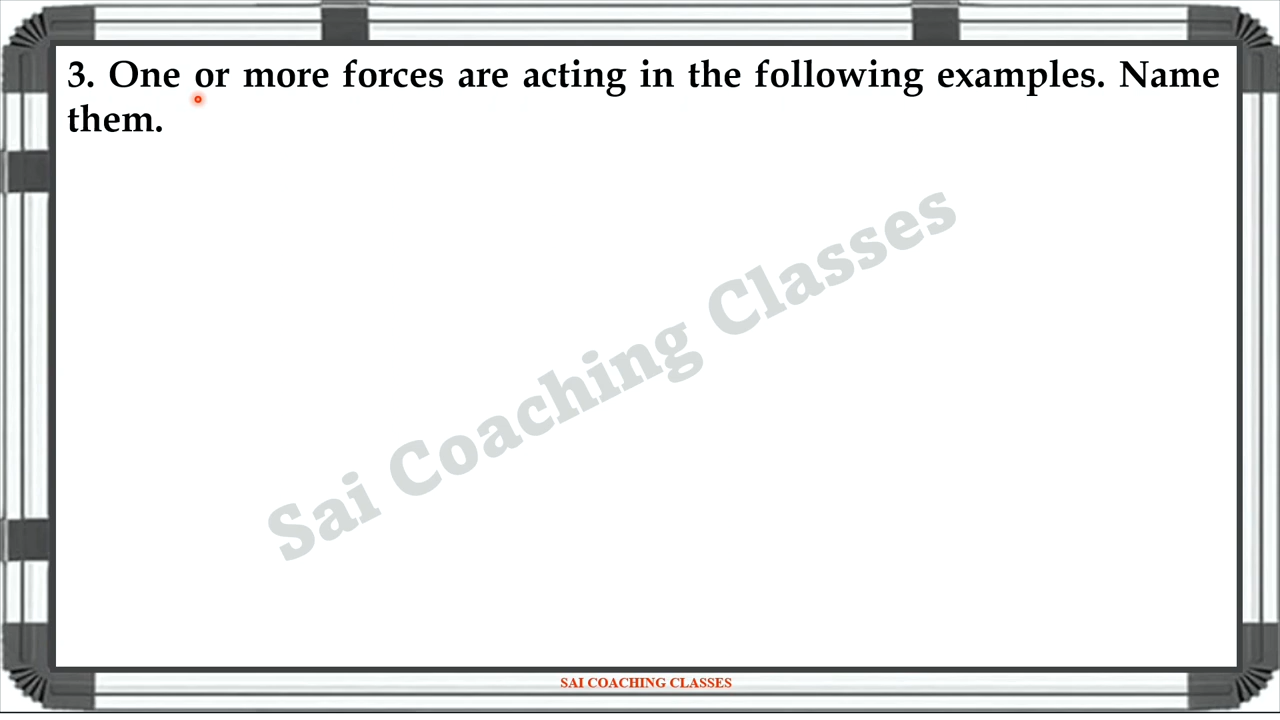 3. One or more forces are acting in the following examples. Name
them.
Sai Coaching Classes
SAI COACHING CLASSES